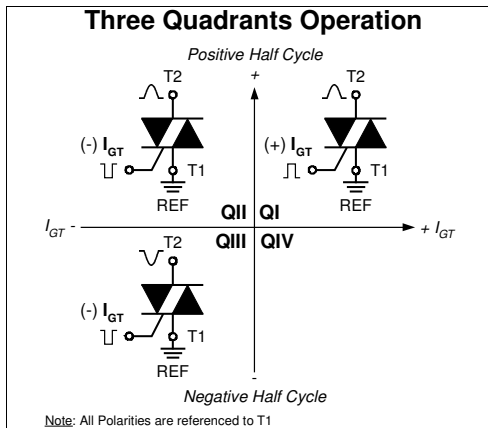 Three Quadrants Operation
Positive Half Cycle
+
T2
(-) IGT
T1
REF
T2
(+) IGT
T1
REF
QII QI
IGT -
+ IGT
QIII QIV
T2
(-) IGT
T1
REF
-
Negative Half Cycle
Note: All Polarities are referenced to T1